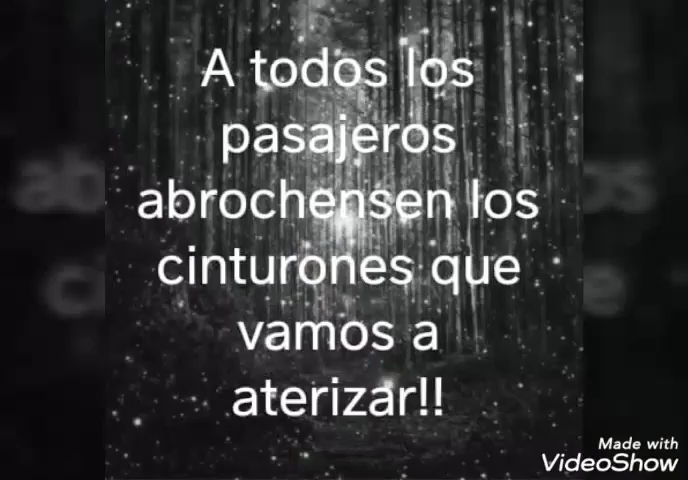 A todos los
pasajeros
abrochensen los
cinturones que
vamos a
aterizar!!
Made with
VideoShow